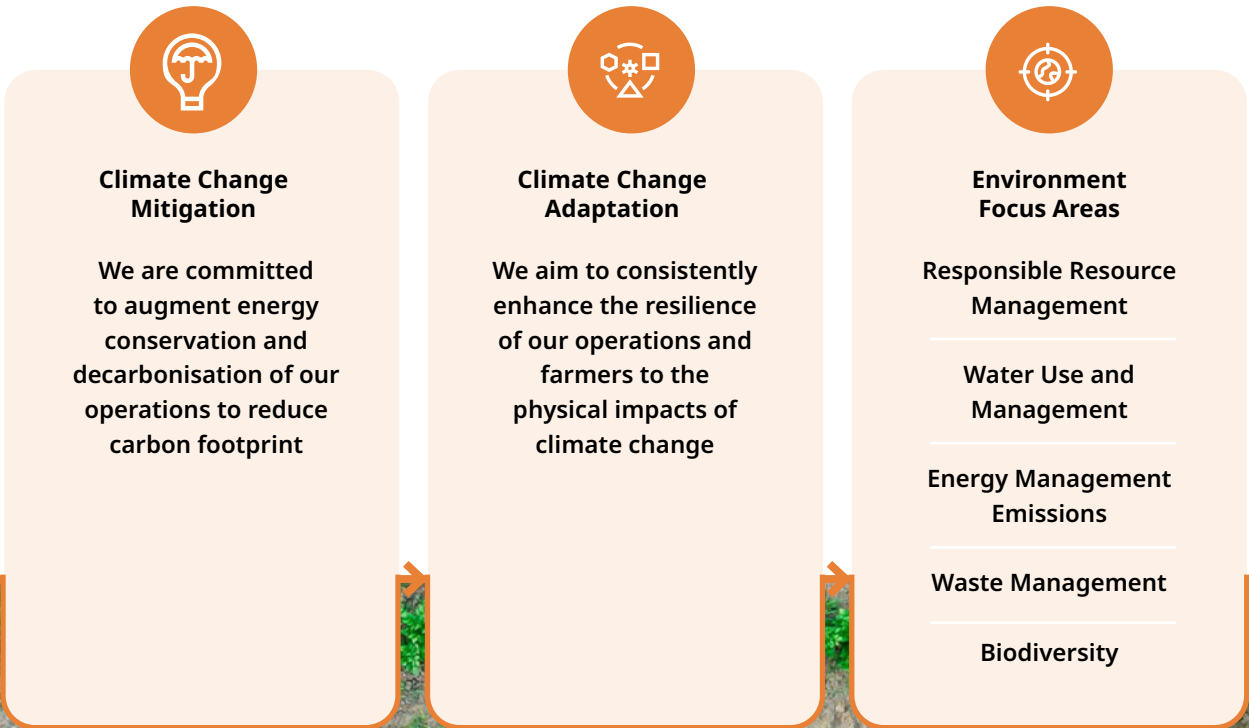 Climate Change
Mitigation
We are committed
to augment energy
conservation and
decarbonisation of our
operations to reduce
carbon footprint
Climate Change
Adaptation
We aim to consistently
enhance the resilience
of our operations and
farmers to the
physical impacts of
climate change
Environment
Focus Areas
Responsible Resource
Management
Water Use and
Management
Energy Management
Emissions
Waste Management
Biodiversity